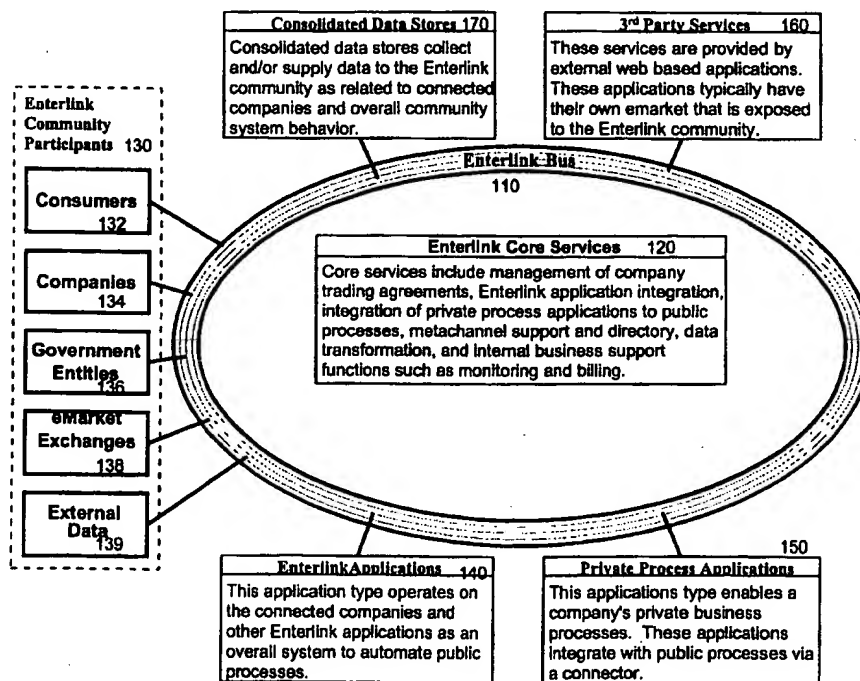 Consolidated Data Stores 170
Consolidated data stores collect
and/or supply data to the Enterlink
community as related to connected
companies and overall community
system behavior.
3rd Party Services 160
These services are provided by
external web based applications.
These applications typically have
their own emarket that is exposed
to the Enterlink community.
Enterlink
Community
Participants 130
Consumers
132
Companies
134
Government
Entities
136
eMarket
Exchanges
138
External
Data
139
Enterlink Bus
110
Enterlink Core Services 120
Core services include management of company
trading agreements, Enterlink application integration,
integration of private process applications to public
processes, metachannel support and directory, data
transformation, and internal business support
functions such as monitoring and billing.
Enterlink Applications 140
This application type operates on
the connected companies and
other Enterlink applications as an
overall system to automate public
processes.
150
Private Process Applications
This applications type enables a
company's private business
processes. These applications
integrate with public processes via
a connector.